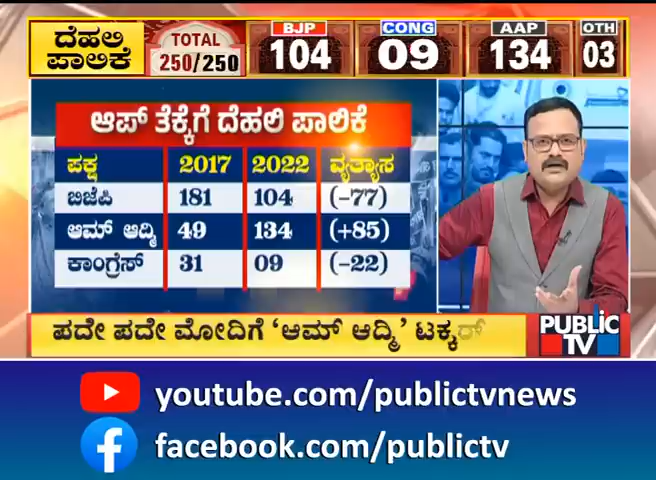 ದೆಹಲಿ
ಪಾಲಿಕೆ
TOTAL
250/250
BJP
104
CONG
09
AAP
134
OTH
03
ಆಪ್ ತೆಕ್ಕೆಗೆ ದೆಹಲಿ ಪಾಲಿಕೆ
ಪಕ್ಷ 2017 2022 ವ್ಯತ್ಯಾಸ
ಬಿಜೆಪಿ 181 104 (-77)
ಆಮ್ ಆದ್ಮಿ 49 134 (+85)
ಕಾಂಗ್ರೆಸ್ 31 09 (-22)
ಪದೇ ಪದೇ ಮೋದಿಗೆ ‘ಆಮ್ ಆದ್ಮಿ’ ಟಕ್ಕರ್
PUBLIC
TV
youtube.com/publictvnews
facebook.com/publictv